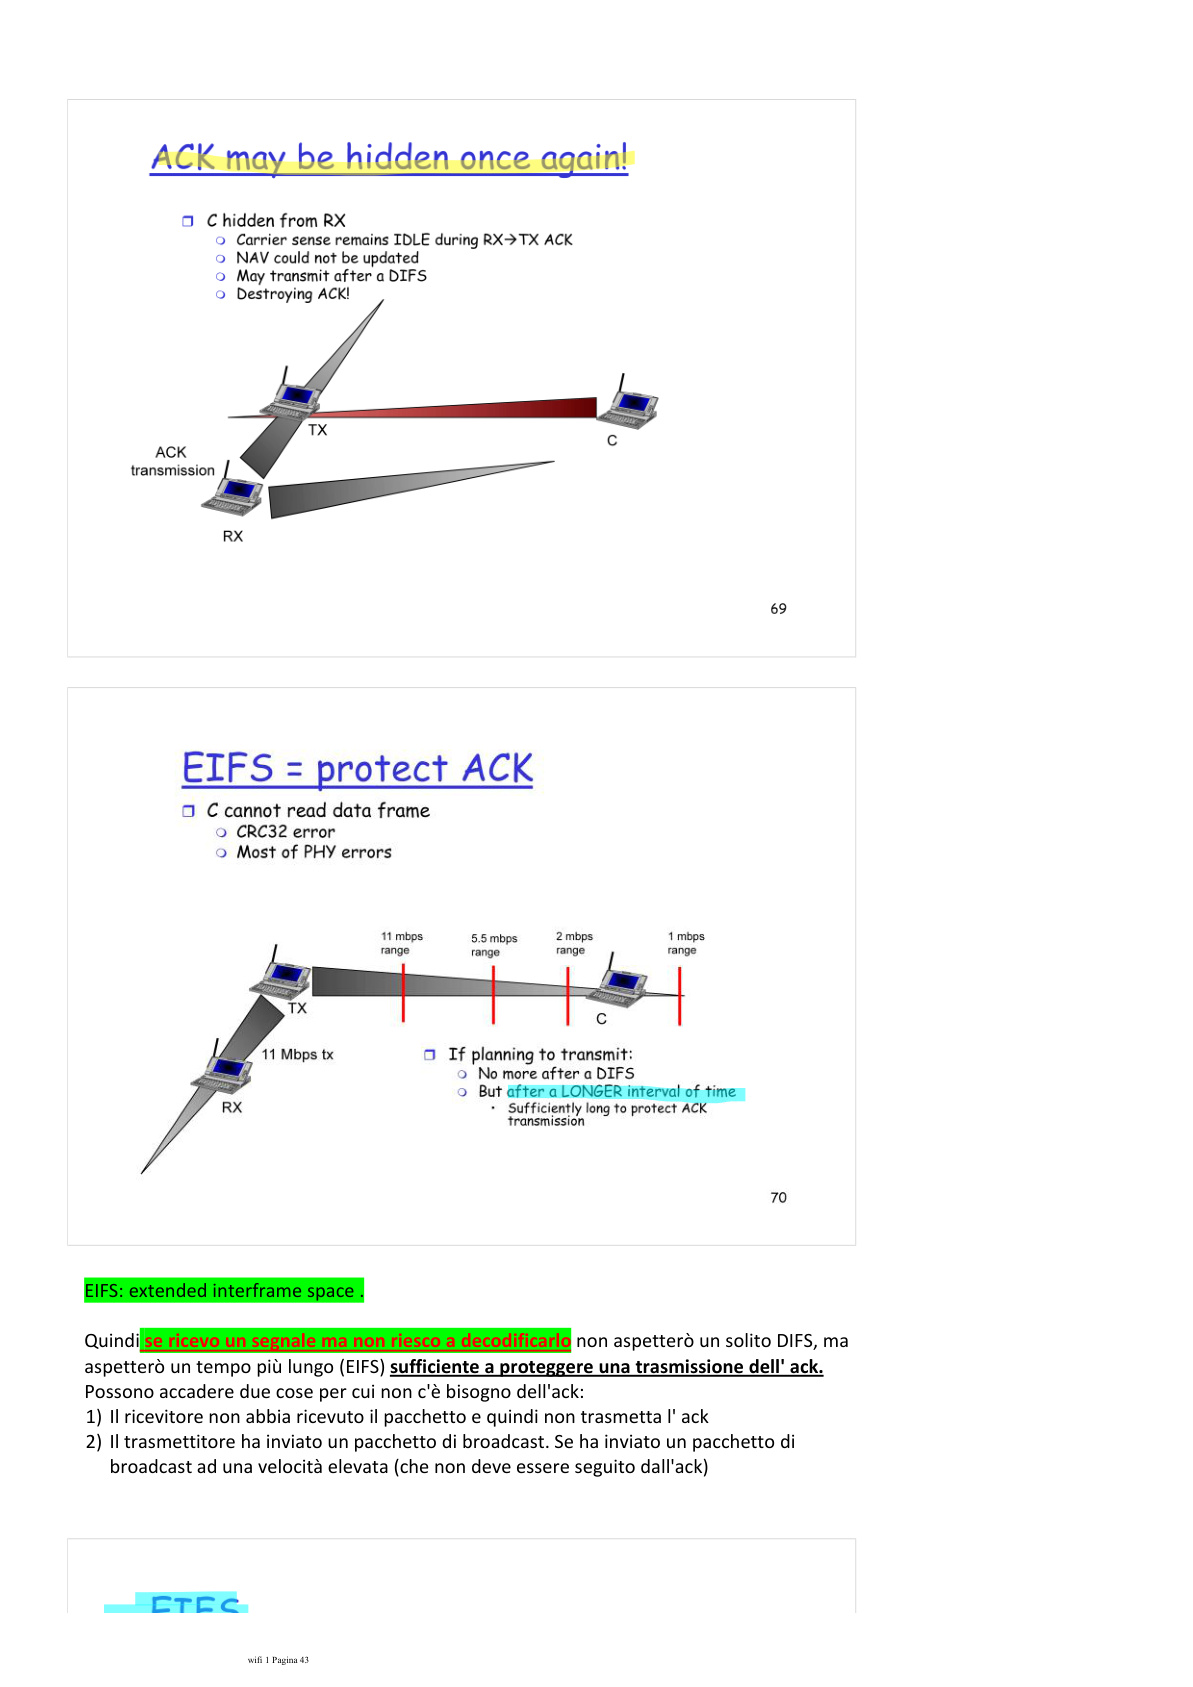 ACK may be hidden once again!
❒ C hidden from RX
❍ Carrier sense remains IDLE during RX→TX ACK
❍ NAV could not be updated
❍ May transmit after a DIFS
❍ Destroying ACK!
TX
C
ACK
transmission
RX
69
EIFS = protect ACK
❒ C cannot read data frame
❍ CRC32 error
❍ Most of PHY errors
11 mbps
range
5.5 mbps
range
2 mbps
range
1 mbps
range
TX
C
11 Mbps tx
RX
❒ If planning to transmit:
❍ No more after a DIFS
❍ But after a LONGER interval of time
• Sufficiently long to protect ACK
transmission
70
EIFS: extended interframe space .
Quindi se ricevo un segnale ma non riesco a decodificarlo non aspetterò un solito DIFS, ma
aspetterò un tempo più lungo (EIFS) sufficiente a proteggere una trasmissione dell' ack.
Possono accadere due cose per cui non c'è bisogno dell'ack:
1) Il ricevitore non abbia ricevuto il pacchetto e quindi non trasmetta l' ack
2) Il trasmettitore ha inviato un pacchetto di broadcast. Se ha inviato un pacchetto di
broadcast ad una velocità elevata (che non deve essere seguito dall'ack)
EIFS
wifi 1 Pagina 43